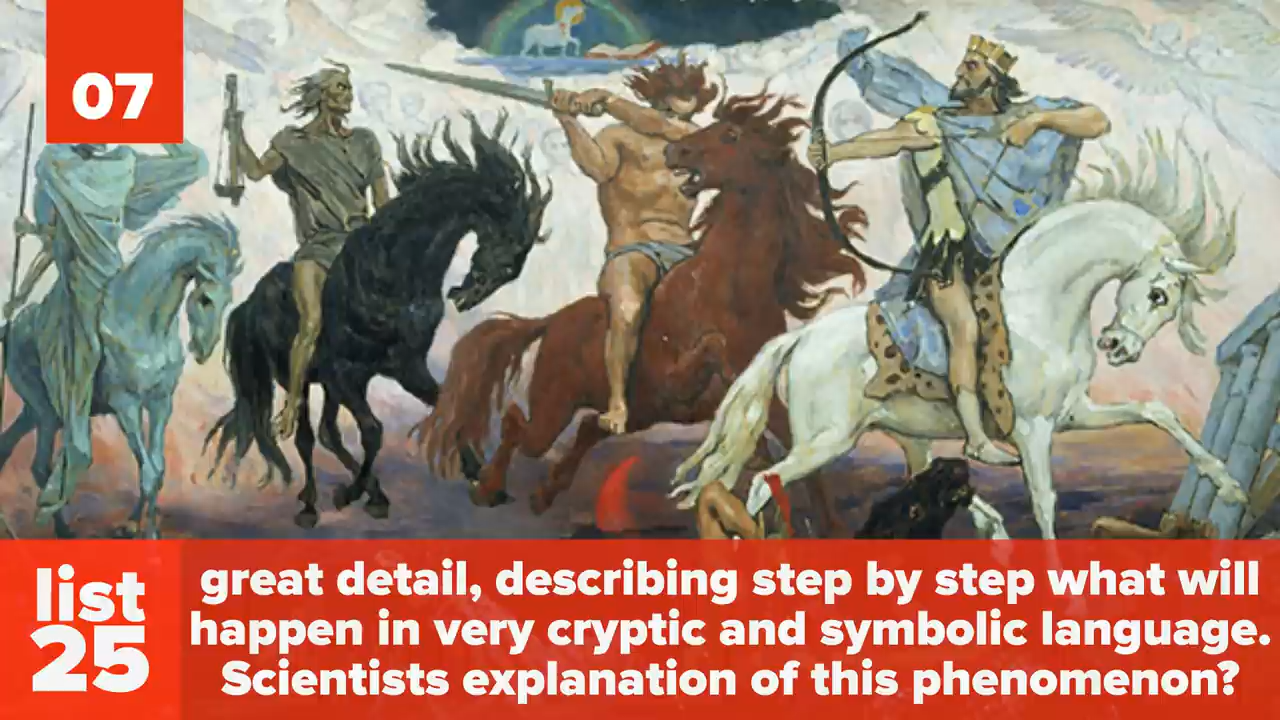 07
list
25
great detail, describing step by step what will
happen in very cryptic and symbolic language.
Scientists explanation of this phenomenon?